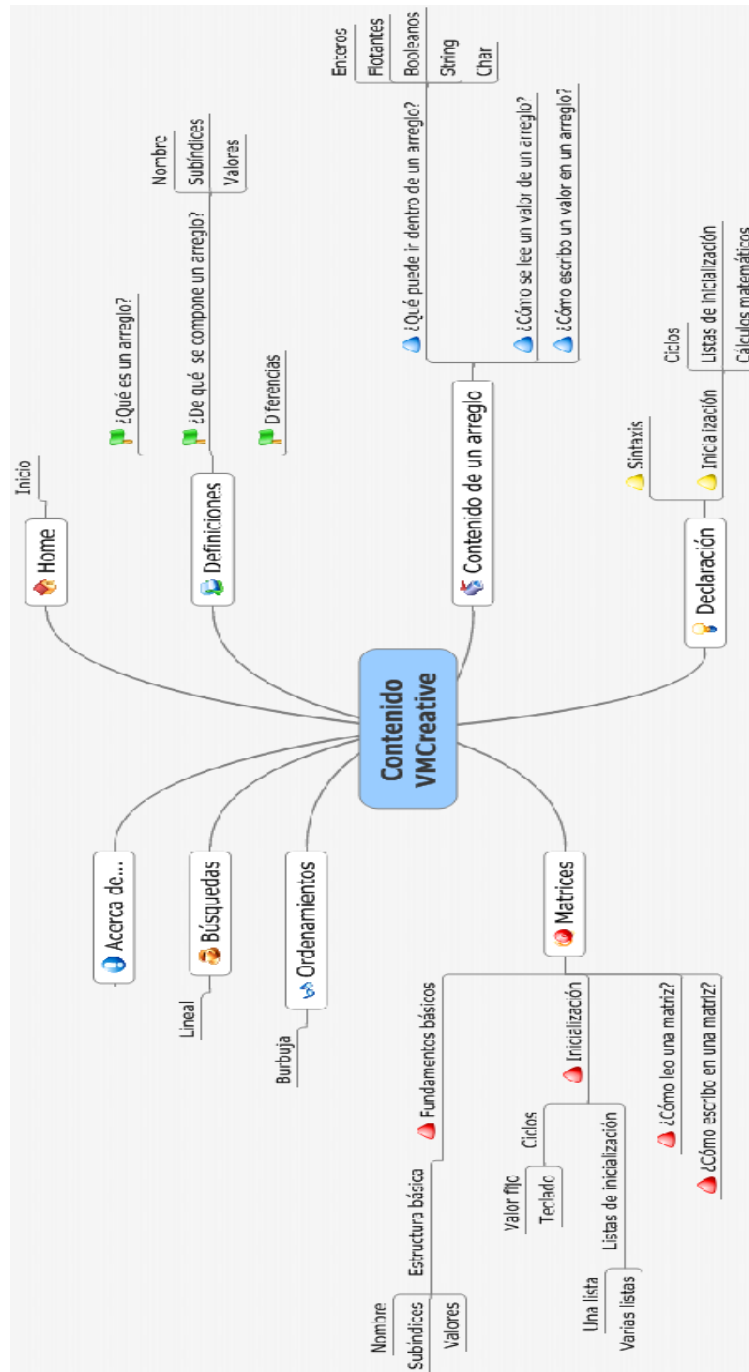 Contenido
VMCreative
Home
Inicio
Definiciones
¿Qué es un arreglo?
¿De qué se compone un arreglo?
Nombre
Subíndices
Valores
Diferencias
Contenido de un arreglo
¿Qué puede ir dentro de un arreglo?
Enteros
Flotantes
Booleanos
String
Char
¿Cómo se lee un valor de un arreglo?
¿Cómo escribo un valor en un arreglo?
Declaración
Sintaxis
Inicialización
Ciclos
Listas de inicialización
Cálculos matemáticos
Acerca de...
Búsquedas
Lineal
Ordenamientos
Burbuja
Matrices
Fundamentos básicos
Estructura básica
Nombre
Subíndices
Valores
Inicialización
Ciclos
Valor fijo
Teclado
Listas de inicialización
Una lista
Varias listas
¿Cómo leo una matriz?
¿Cómo escribo en una matriz?